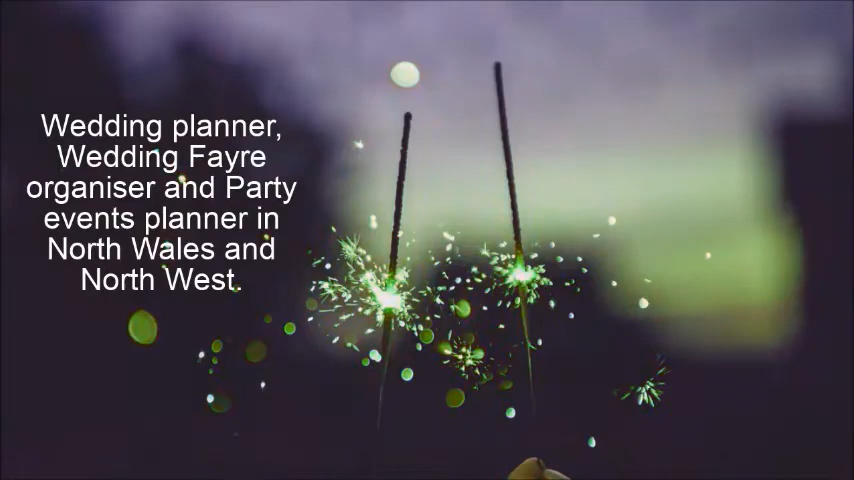 Wedding planner,
Wedding Fayre
organiser and Party
events planner in
North Wales and
North West.